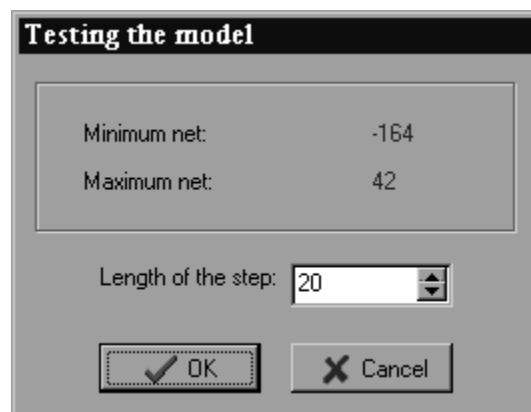 Testing the model
Minimum net: -164
Maximum net: 42
Length of the step: 20
OK Cancel